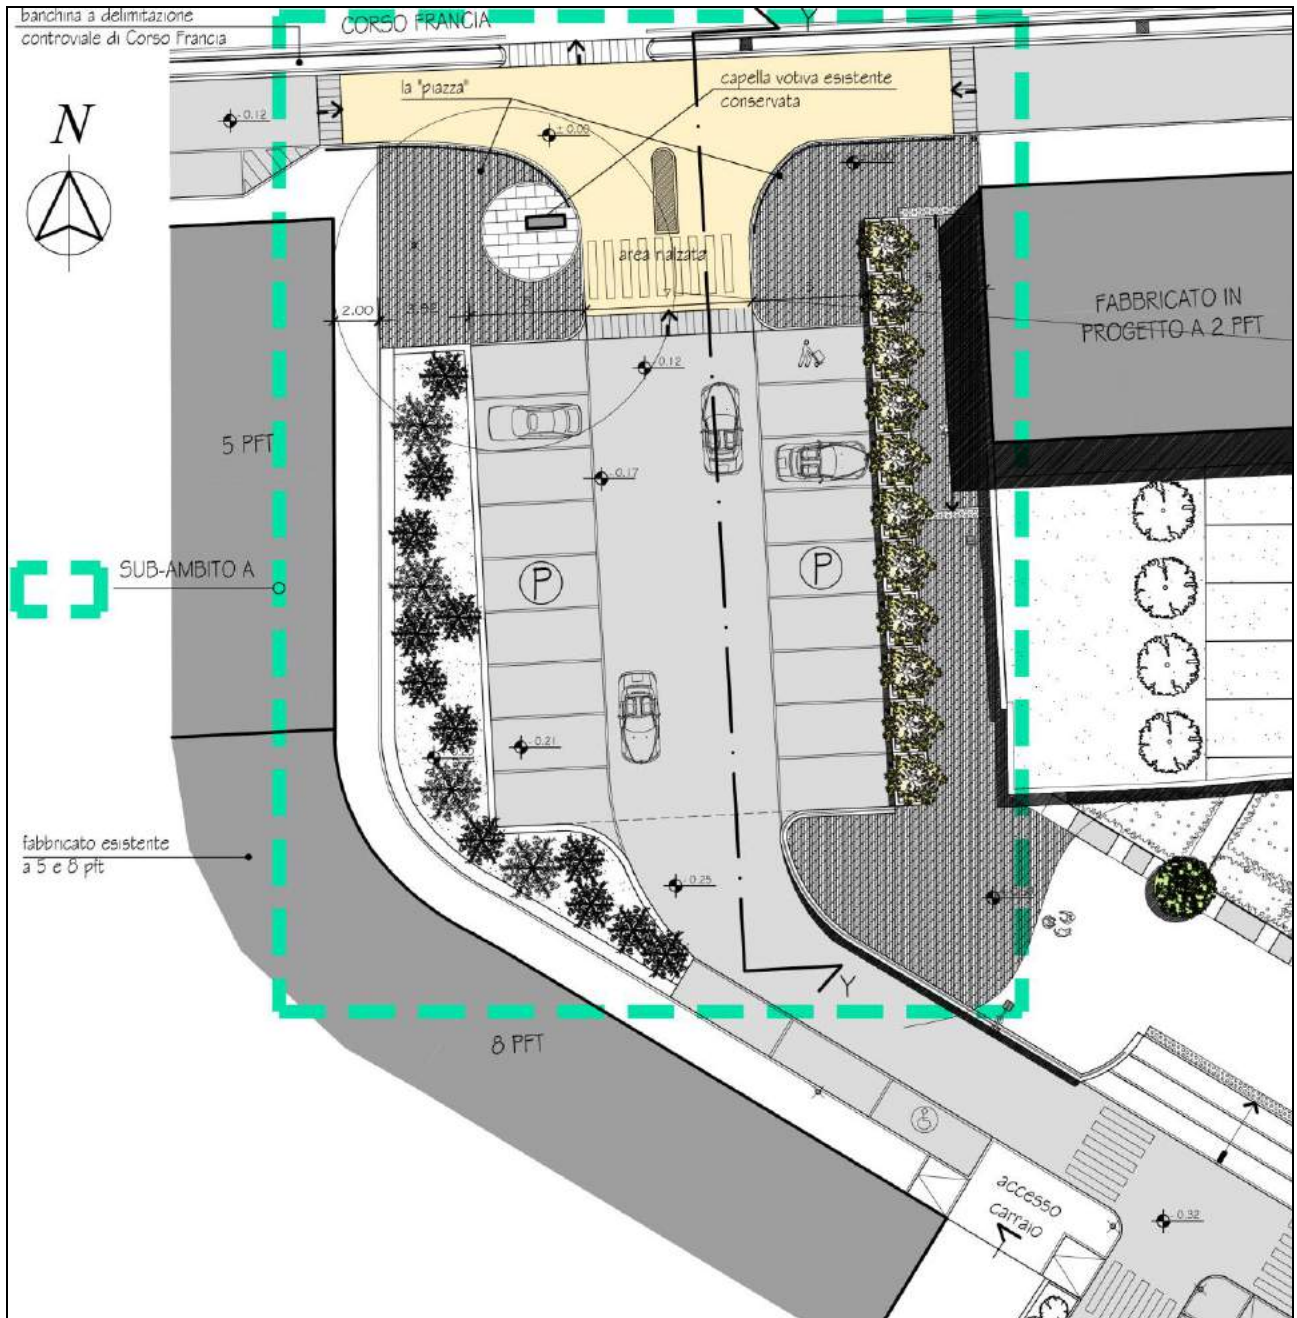 banchina a delimitazione
controviale di Corso Francia
CORSO FRANCIA
Y
la "piazza"
capella votiva esistente
conservata
N
- 0.12
± 0.00
area rialzata
2.00
7
FABBRICATO IN
PROGETTO A 2 PFT
- 0.12
5 PFT
- 0.17
SUB-AMBITO A
P
P
- 0.21
fabbricato esistente
a 5 e 8 pft
- 0.25
Y
8 PFT
accesso
carraio
- 0.32